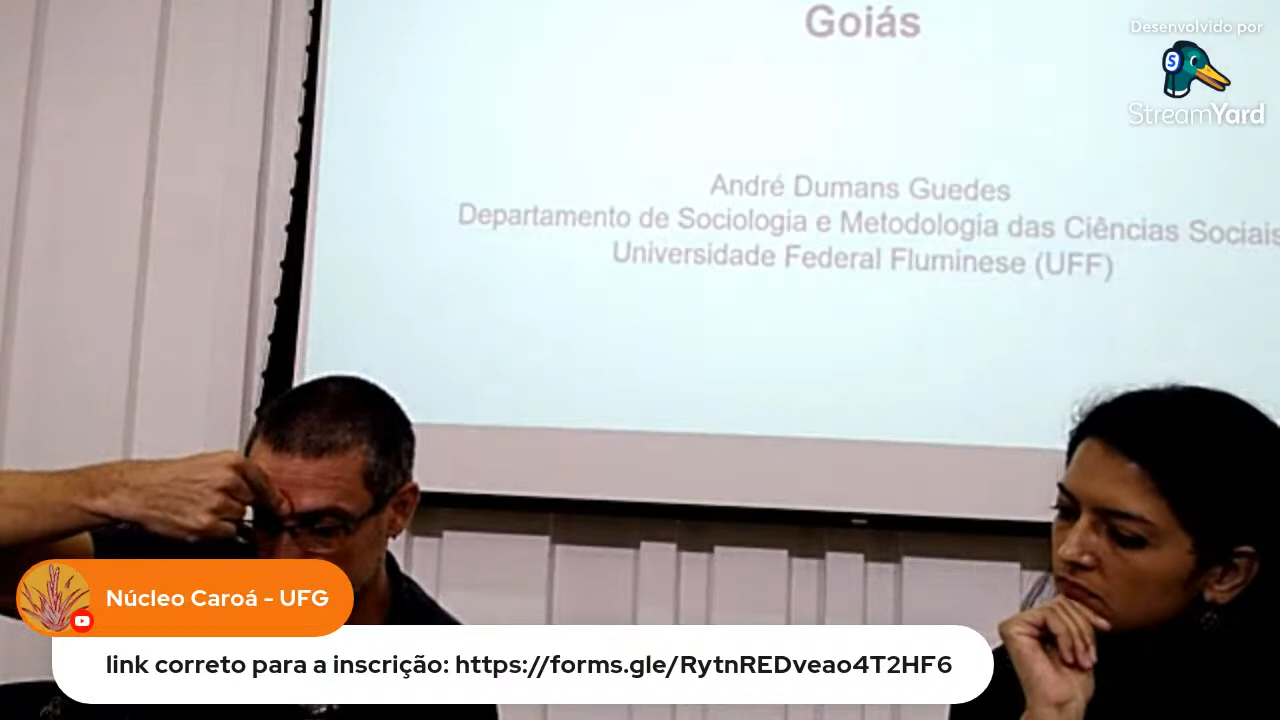 Goiás
Desenvolvido por
StreamYard
André Dumans Guedes
Departamento de Sociologia e Metodologia das Ciências Sociais
Universidade Federal Fluminese (UFF)
Núcleo Caroá - UFG
link correto para a inscrição: https://forms.gle/RytnREDveao4T2HF6